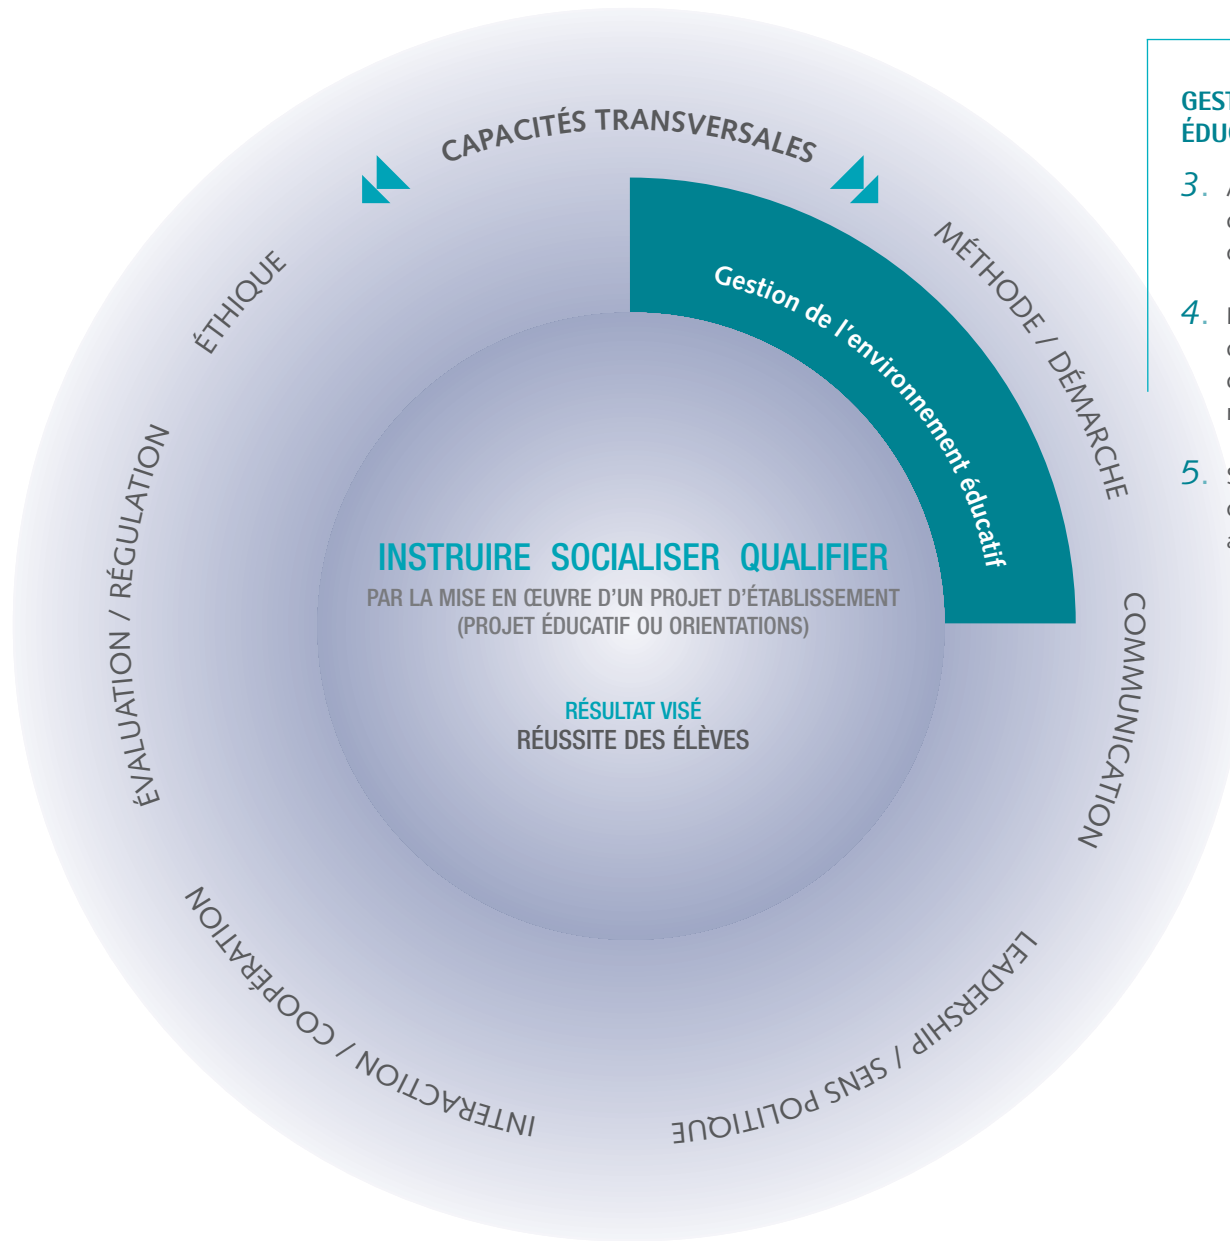 CAPACITÉS TRANSVERSALES
MÉTHODE / DÉMARCHE
COMMUNICATION
LEADERSHIP / SENS POLITIQUE
INTERACTION / COOPÉRATION
ÉVALUATION / RÉGULATION
ÉTHIQUE
Gestion de l'environnement éducatif
INSTRUIRE SOCIALISER QUALIFIER
PAR LA MISE EN ŒUVRE D'UN PROJET D'ÉTABLISSEMENT
(PROJET ÉDUCATIF OU ORIENTATIONS)
RÉSULTAT VISÉ
RÉUSSITE DES ÉLÈVES
GEST
ÉDUC
3.
4.
5.